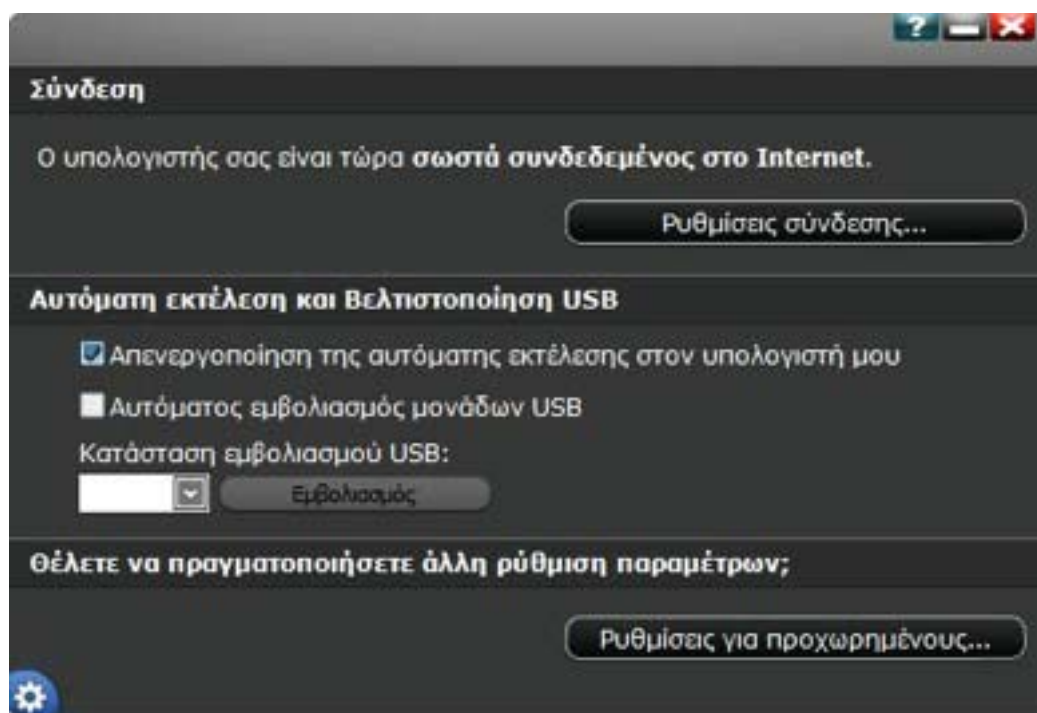 ?
Σύνδεση
Ο υπολογιστής σας είναι τώρα σωστά συνδεδεμένος στο Internet.
Ρυθμίσεις σύνδεσης...
Αυτόματη εκτέλεση και Βελτιστοποίηση USB
Απενεργοποίηση της αυτόματης εκτέλεσης στον υπολογιστή μου
Αυτόματος εμβολιασμός μονάδων USB
Κατάσταση εμβολιασμού USB:
Εμβολιασμός
Θέλετε να πραγματοποιήσετε άλλη ρύθμιση παραμέτρων;
Ρυθμίσεις για προχωρημένους...